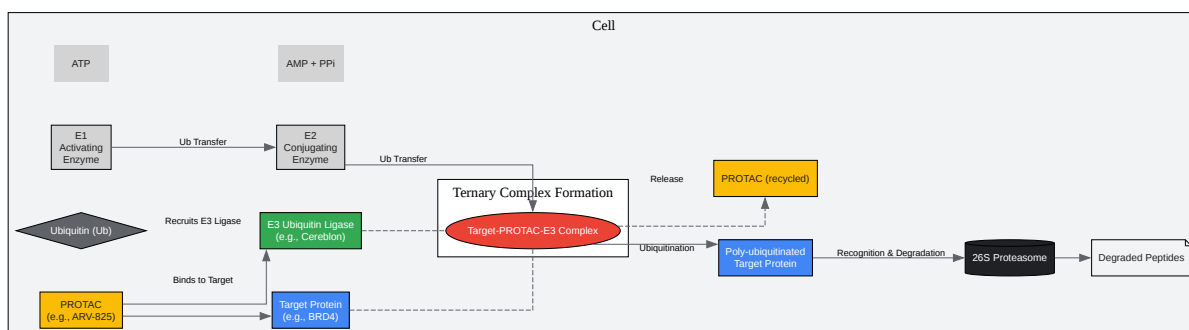 Cell
ATP
AMP + PPi
E1
Activating
Enzyme
Ub Transfer
E2
Conjugating
Enzyme
Ub Transfer
Release
PROTAC (recycled)
Ternary Complex Formation
Ubiquitin (Ub)
Recruits E3 Ligase
E3 Ubiquitin Ligase
(e.g., Cereblon)
Target-PROTAC-E3 Complex
Ubiquitination
Poly-ubiquitinated
Target Protein
Recognition & Degradation
26S Proteasome
Degraded Peptides
Binds to Target
PROTAC
(e.g., ARV-825)
Target Protein
(e.g., BRD4)